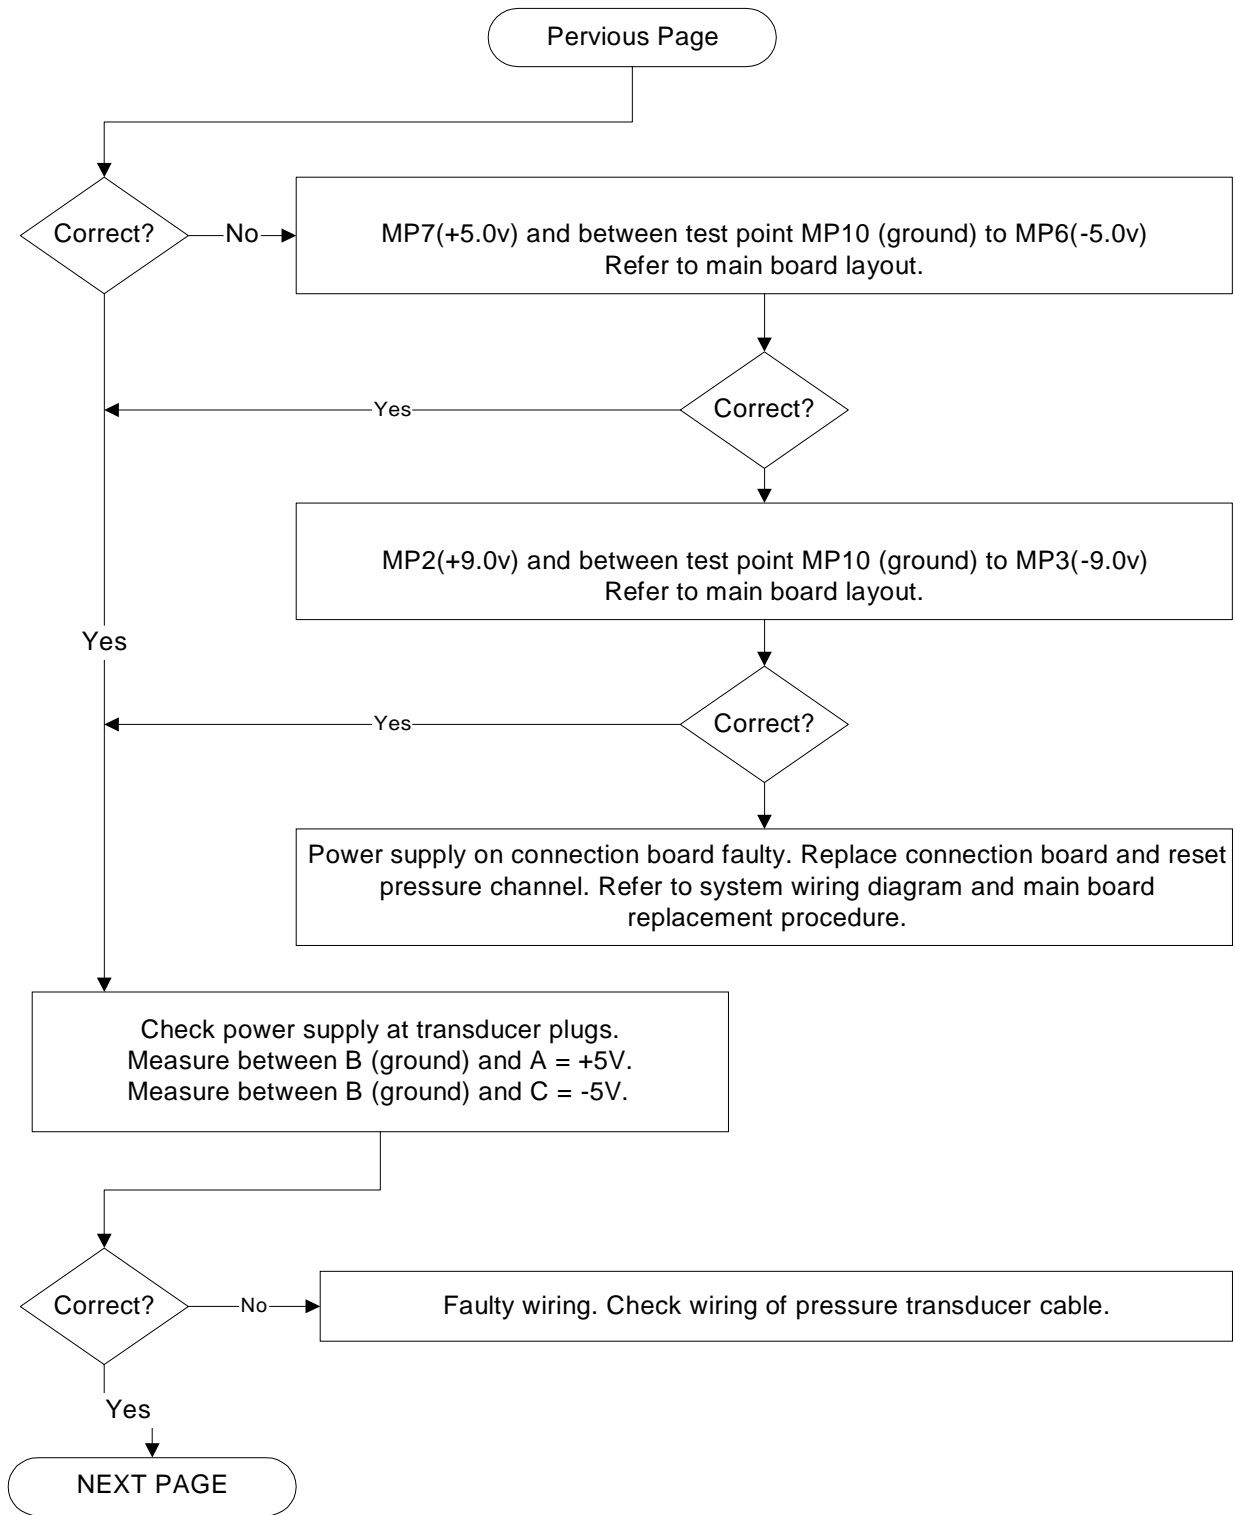 Pervious Page
Correct?
No
MP7(+5.0v) and between test point MP10 (ground) to MP6(-5.0v)
Refer to main board layout.
Yes
Correct?
MP2(+9.0v) and between test point MP10 (ground) to MP3(-9.0v)
Refer to main board layout.
Yes
Yes
Correct?
Power supply on connection board faulty. Replace connection board and reset
pressure channel. Refer to system wiring diagram and main board
replacement procedure.
Check power supply at transducer plugs.
Measure between B (ground) and A = +5V.
Measure between B (ground) and C = -5V.
Correct?
No
Faulty wiring. Check wiring of pressure transducer cable.
Yes
NEXT PAGE